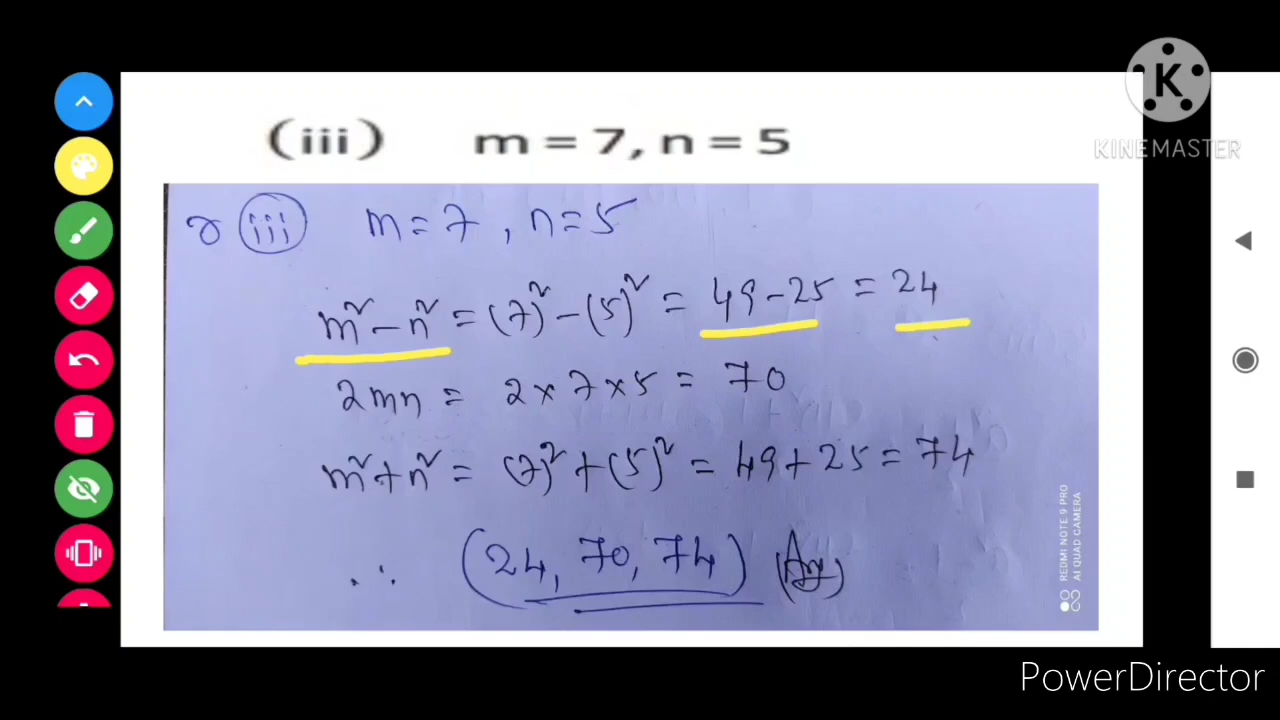 K
KINEMASTER
(iii) m = 7, n = 5
২ (iii) m = 7, n = 5
m² - n² = (7)² - (5)² = 49 - 25 = 24
2mn = 2 × 7 × 5 = 70
m² + n² = (7)² + (5)² = 49 + 25 = 74
∴ (24, 70, 74) (Ans)
REDMI NOTE 9 PRO
AI QUAD CAMERA
PowerDirector